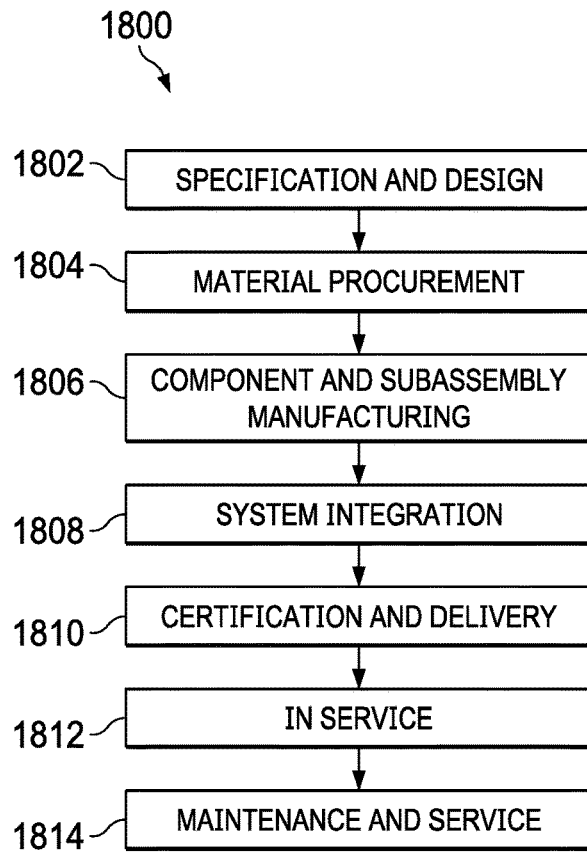 1800
1802
SPECIFICATION AND DESIGN
1804
MATERIAL PROCUREMENT
1806
COMPONENT AND SUBASSEMBLY
MANUFACTURING
1808
SYSTEM INTEGRATION
1810
CERTIFICATION AND DELIVERY
1812
IN SERVICE
1814
MAINTENANCE AND SERVICE